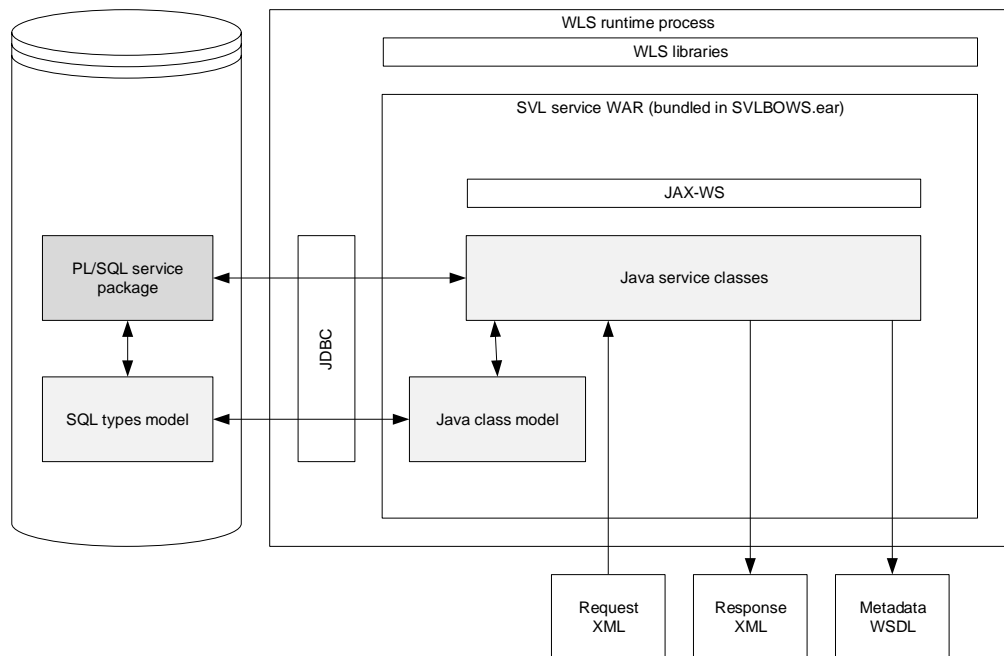 WLS runtime process
WLS libraries
SVL service WAR (bundled in SVLBOWS.ear)
JAX-WS
PL/SQL service
package
Java service classes
JDBC
SQL types model
Java class model
Request
XML
Response
XML
Metadata
WSDL